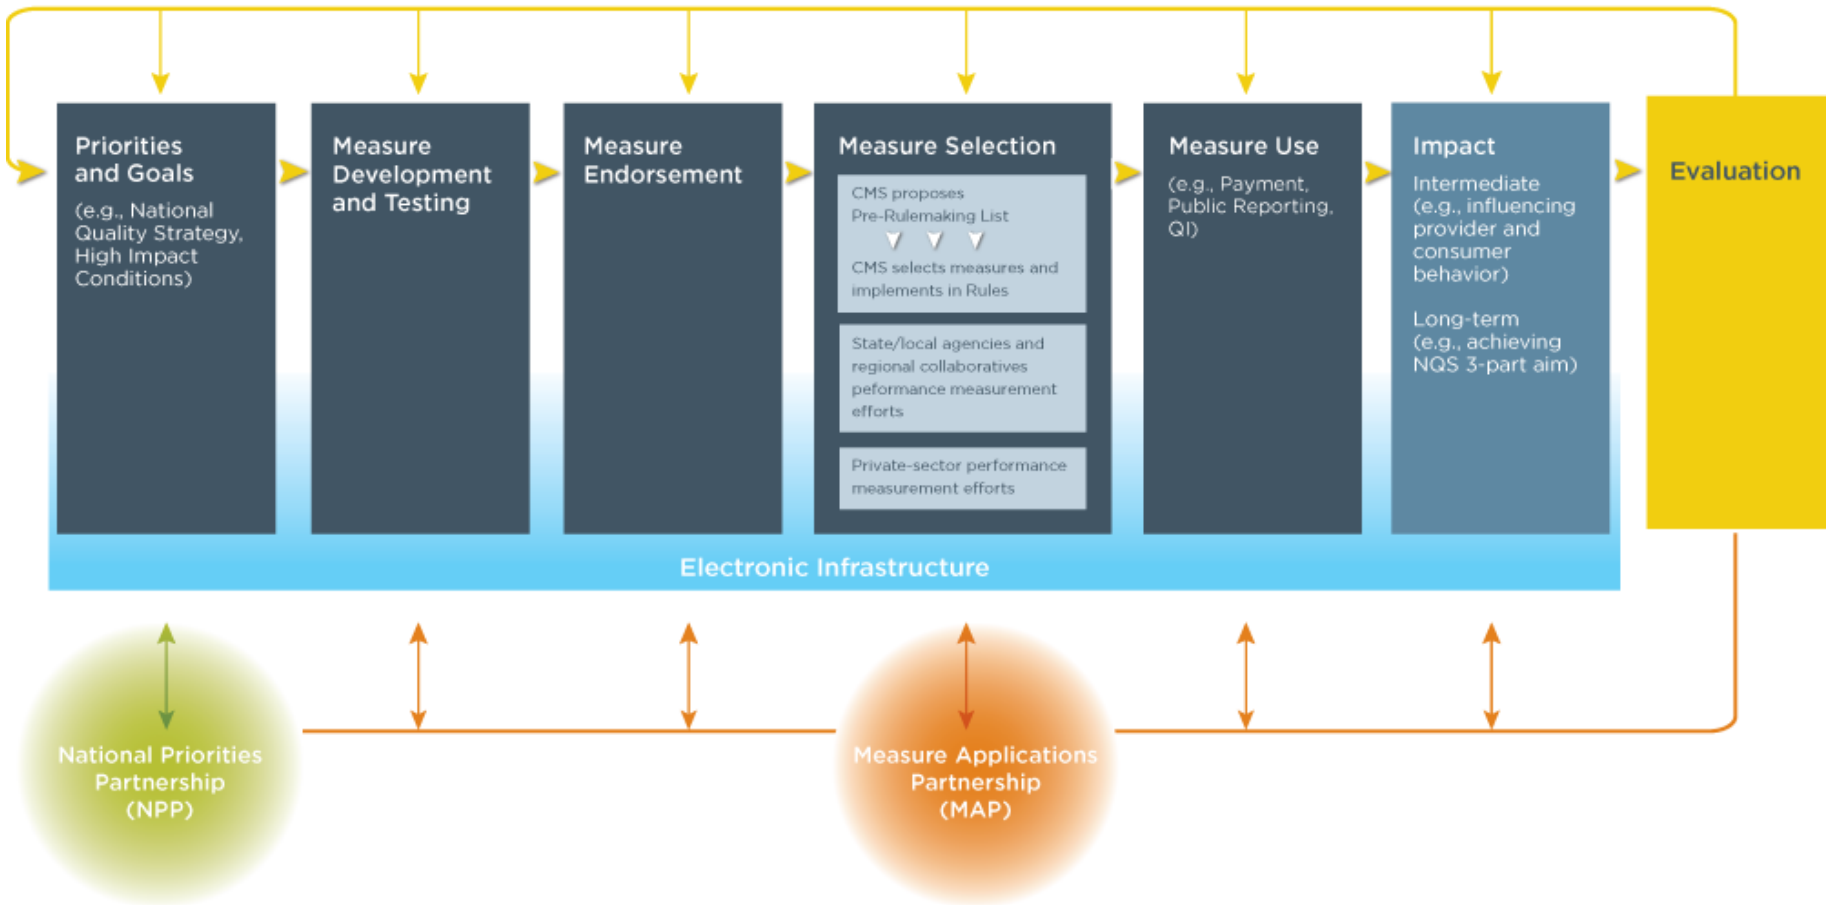 Priorities
and Goals
(e.g., National
Quality Strategy,
High Impact
Conditions)
Measure
Development
and Testing
Measure
Endorsement
Measure Selection
CMS proposes
Pre-Rulemaking List
CMS selects measures and
implements in Rules
State/local agencies and
regional collaboratives
peformance measurement
efforts
Private-sector performance
measurement efforts
Measure Use
(e.g., Payment,
Public Reporting,
QI)
Impact
Intermediate
(e.g., influencing
provider and
consumer
behavior)
Long-term
(e.g., achieving
NQS 3-part aim)
Evaluation
Electronic Infrastructure
National Priorities
Partnership
(NPP)
Measure Applications
Partnership
(MAP)